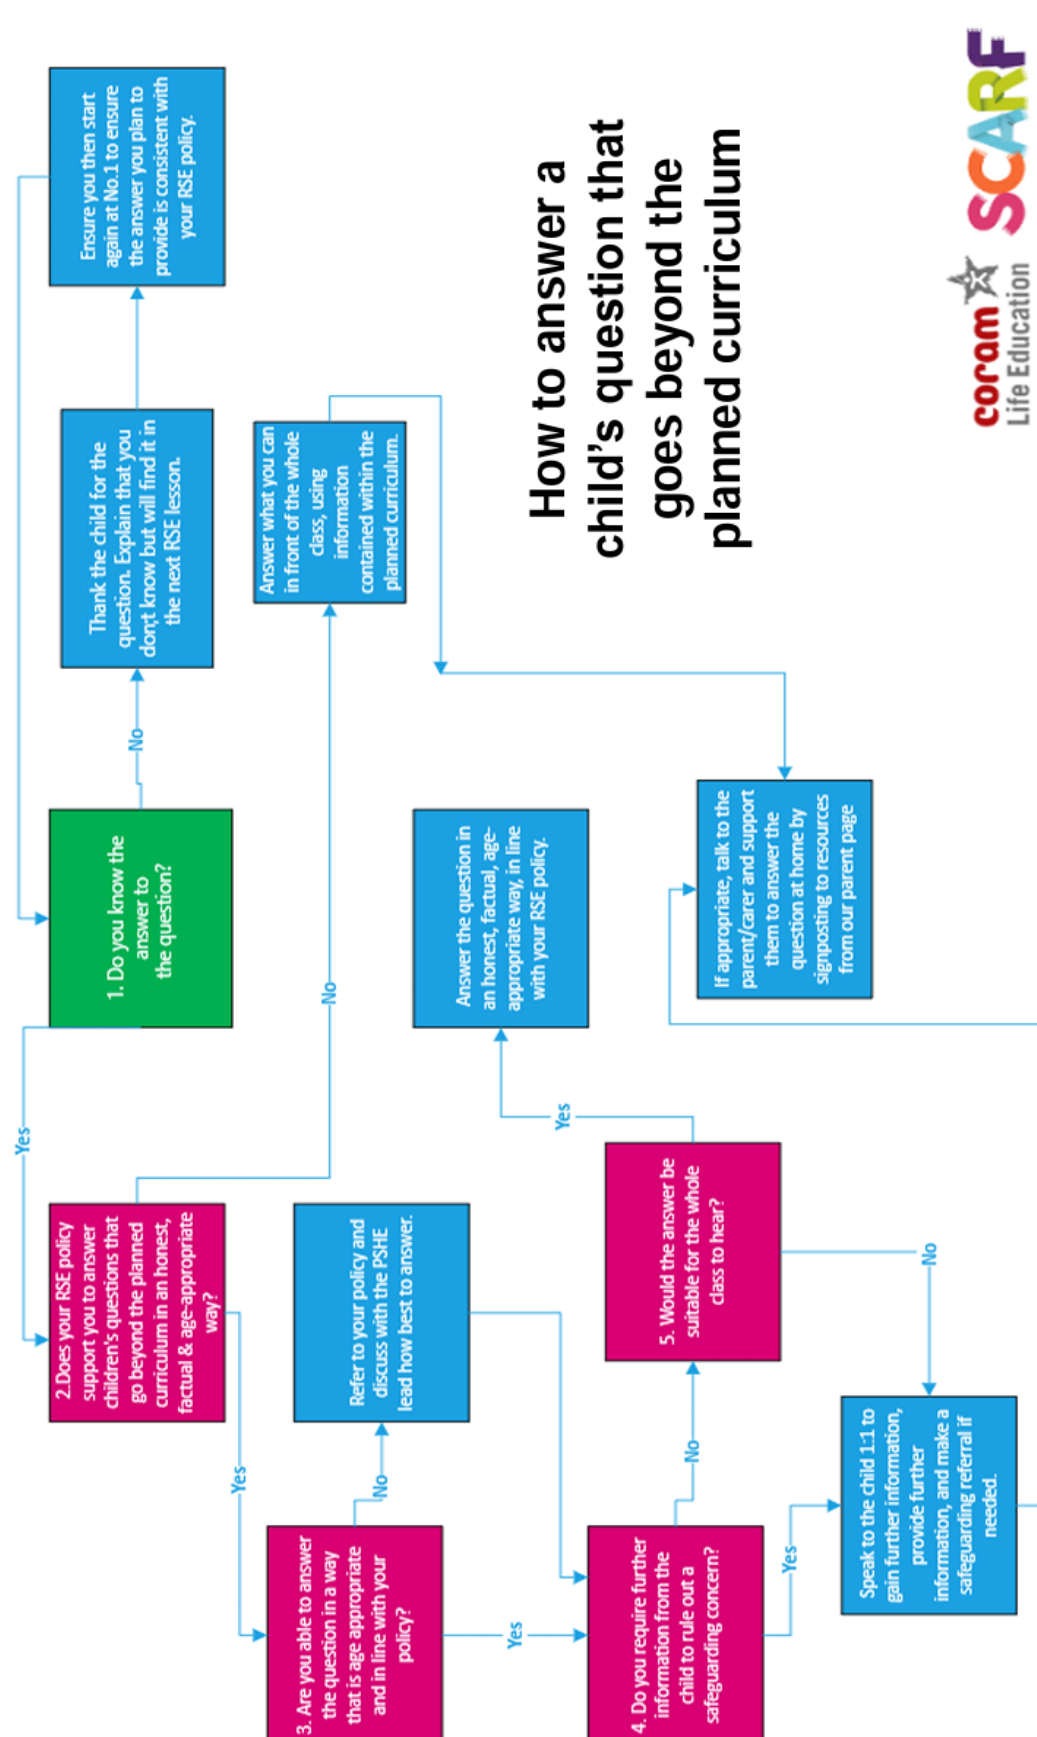 How to answer a
child's question that
goes beyond the
planned curriculum
1. Do you know the
answer to
the question?
No
Thank the child for the
question. Explain that you
don;t know but will find it in
the next RSE lesson.
Ensure you then start
again at No.1 to ensure
the answer you plan to
provide is consistent with
your RSE policy.
Yes
2.Does your RSE policy
support you to answer
children's questions that
go beyond the planned
curriculum in an honest,
factual & age-appropriate
way?
No
Answer what you can
in front of the whole
class, using
information
contained within the
planned curriculum.
Yes
3. Are you able to answer
the question in a way
that is age appropriate
and in line with your
policy?
No
Refer to your policy and
discuss with the PSHE
lead how best to answer.
Yes
4. Do you require further
information from the
child to rule out a
safeguarding concern?
No
5. Would the answer be
suitable for the whole
class to hear?
Yes
Answer the question in
an honest, factual, age-
appropriate way, in line
with your RSE policy.
No
Yes
Speak to the child 1:1 to
gain further information,
provide further
information, and make a
safeguarding referral if
needed.
If appropriate, talk to the
parent/carer and support
them to answer the
question at home by
signposting to resources
from our parent page
coram
Life Education
SCARF